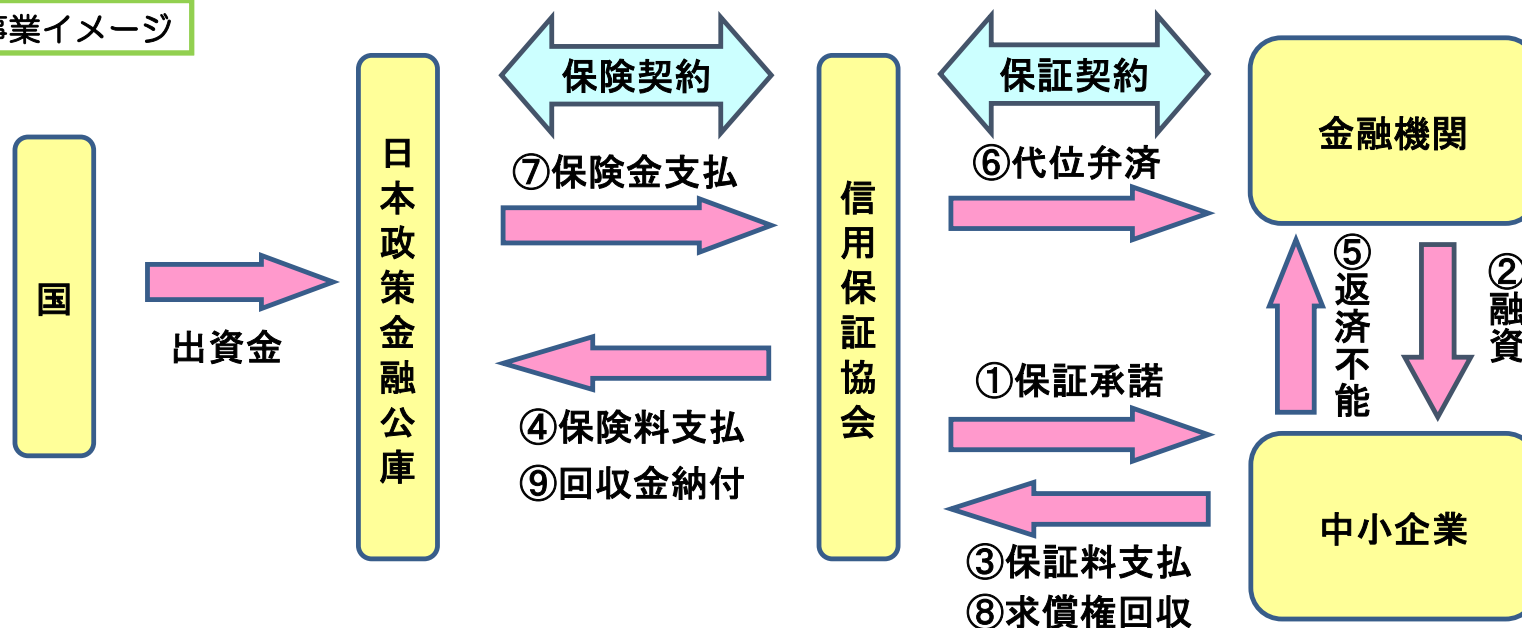 事業イメージ
国
出資金
日本政策金融公庫
保険契約
⑦保険金支払
④保険料支払
⑨回収金納付
信用保証協会
保証契約
⑥代位弁済
①保証承諾
③保証料支払
⑧求償権回収
金融機関
⑤返済不能
②融資
中小企業